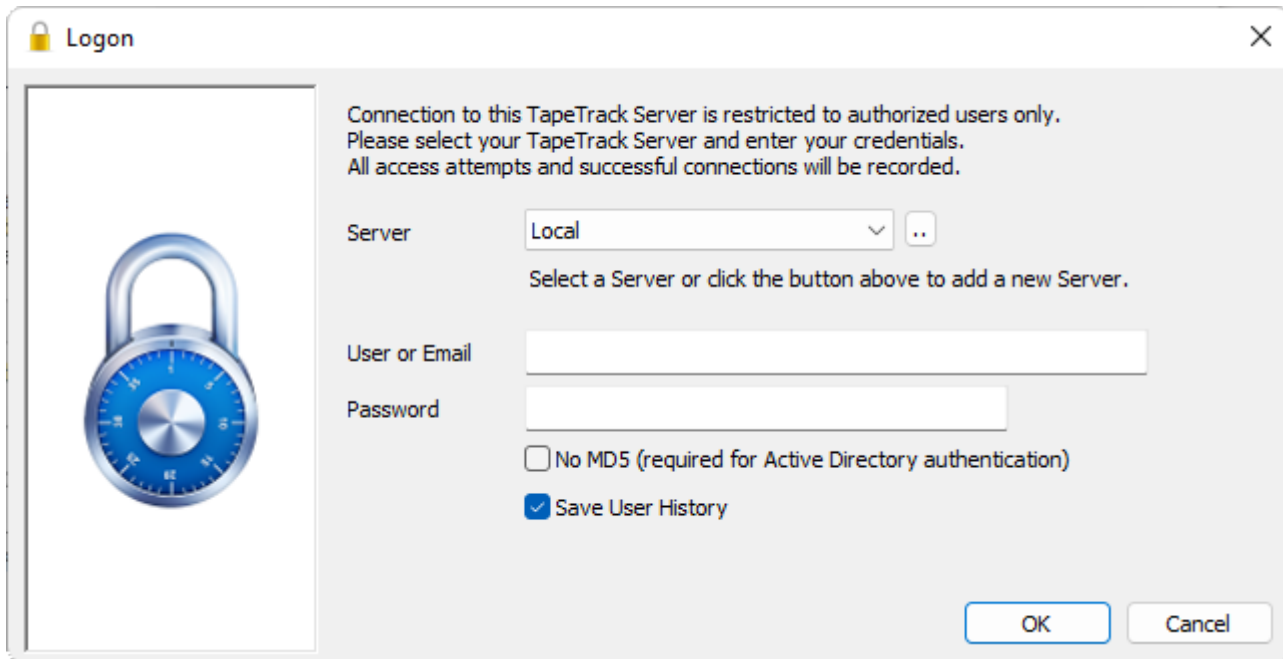 Logon
Connection to this TapeTrack Server is restricted to authorized users only.
Please select your TapeTrack Server and enter your credentials.
All access attempts and successful connections will be recorded.
Server
Local
..
Select a Server or click the button above to add a new Server.
User or Email
Password
No MD5 (required for Active Directory authentication)
Save User History
OK
Cancel